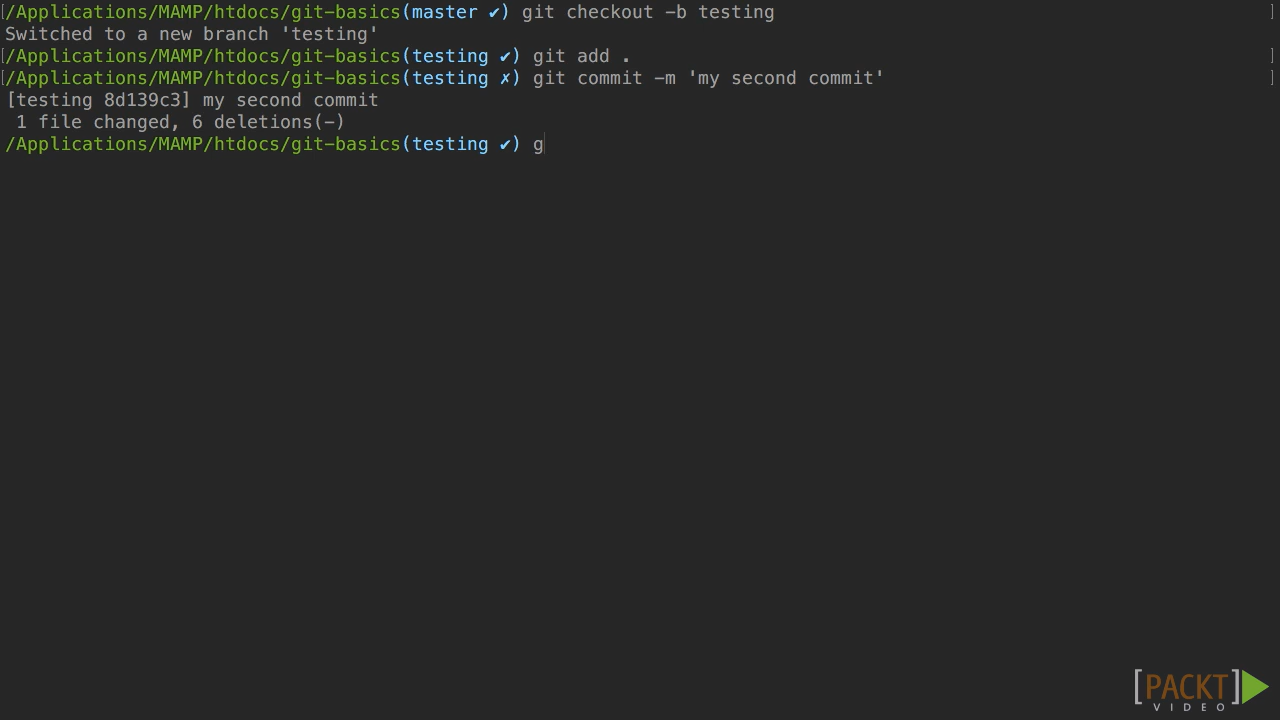 [/Applications/MAMP/htdocs/git-basics(master ✔) git checkout -b testing ]
Switched to a new branch 'testing'
[/Applications/MAMP/htdocs/git-basics(testing ✔) git add . ]
[/Applications/MAMP/htdocs/git-basics(testing ✗) git commit -m 'my second commit' ]
[testing 8d139c3] my second commit
 1 file changed, 6 deletions(-)
/Applications/MAMP/htdocs/git-basics(testing ✔) g
[PACKT]
VIDEO